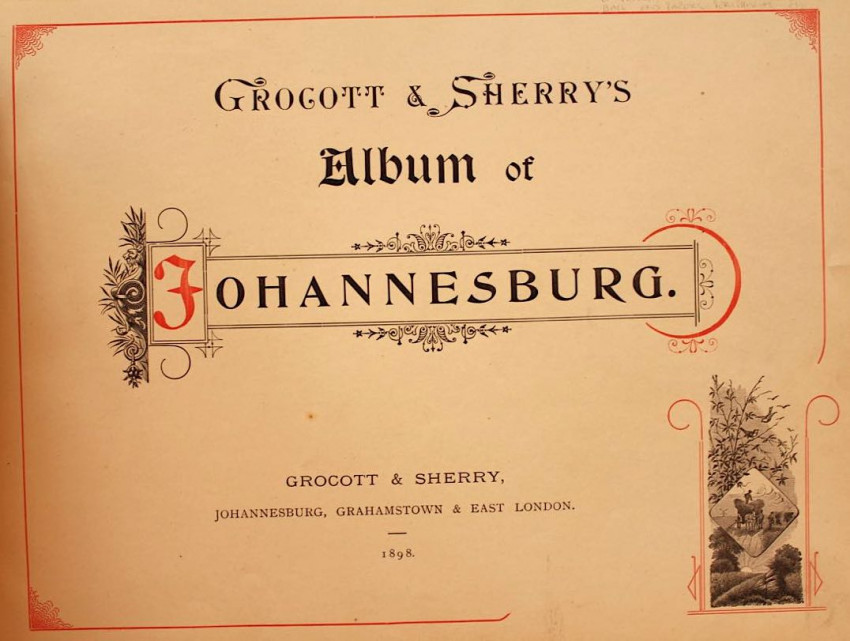 GROCOTT & SHERRY'S
Album of
JOHANNESBURG.
GROCOTT & SHERRY,
JOHANNESBURG, GRAHAMSTOWN & EAST LONDON.
1898.